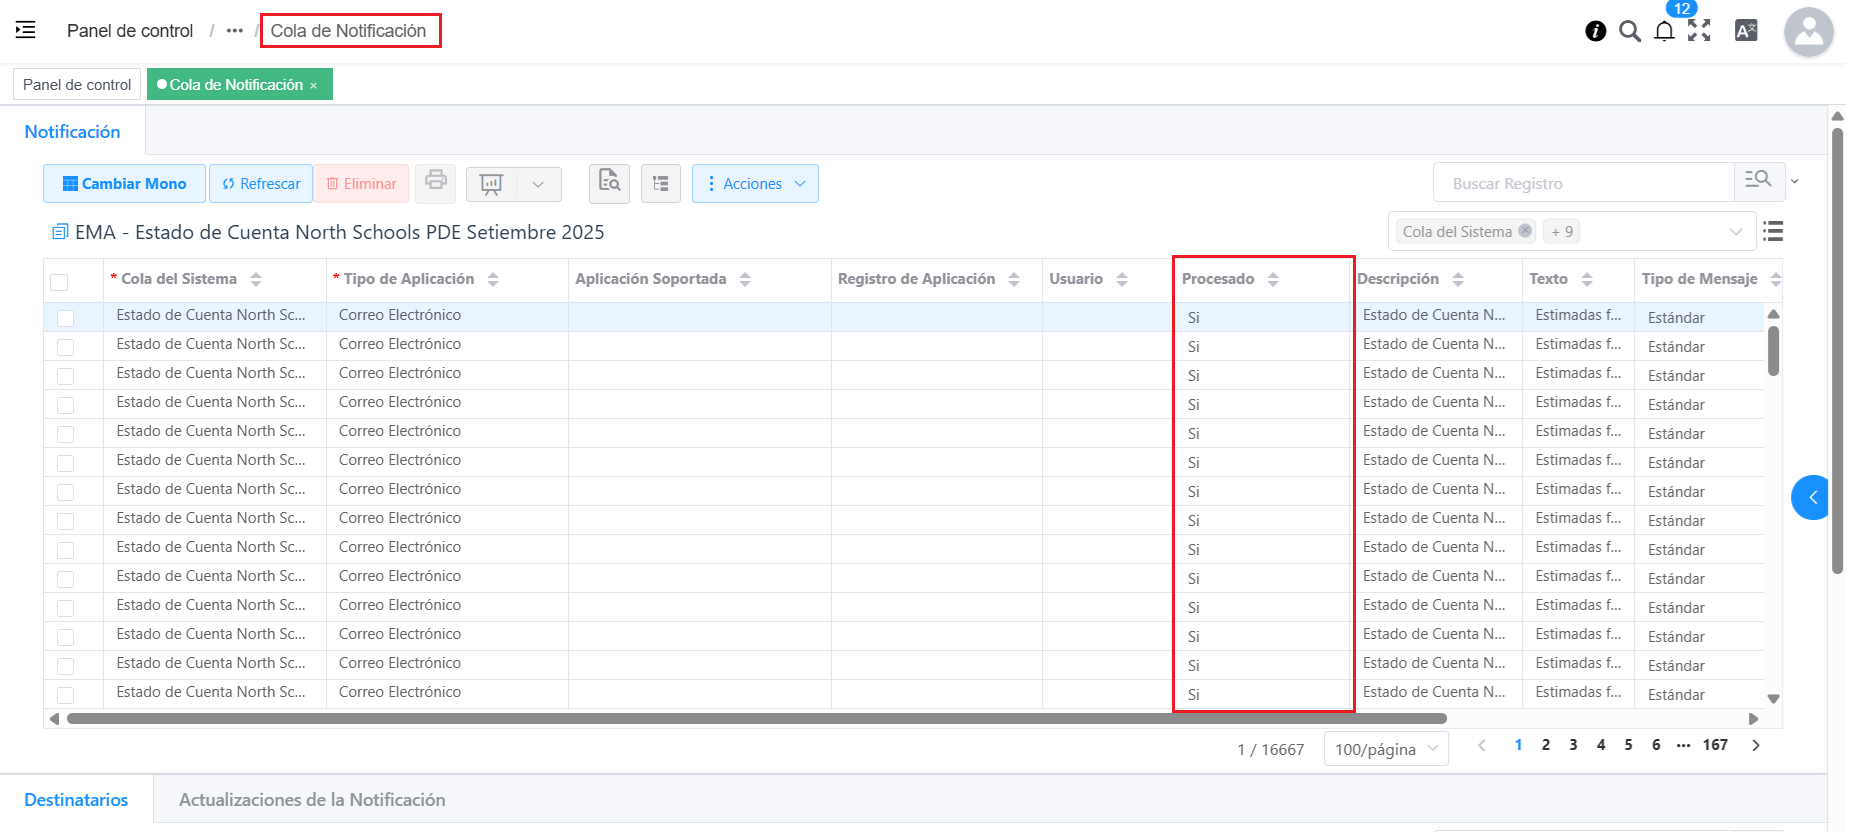 Panel de control / ••• / Cola de Notificación
12
Panel de control
Cola de Notificación ×
Notificación
Cambiar Mono Refrescar Eliminar Acciones
Buscar Registro
EMA - Estado de Cuenta North Schools PDE Setiembre 2025
Cola del Sistema + 9
* Cola del Sistema * Tipo de Aplicación Aplicación Soportada Registro de Aplicación Usuario Procesado Descripción Texto Tipo de Mensaje
Estado de Cuenta North Sc... Correo Electrónico Si Estado de Cuenta N... Estimadas f... Estándar
Estado de Cuenta North Sc... Correo Electrónico Si Estado de Cuenta N... Estimadas f... Estándar
Estado de Cuenta North Sc... Correo Electrónico Si Estado de Cuenta N... Estimadas f... Estándar
Estado de Cuenta North Sc... Correo Electrónico Si Estado de Cuenta N... Estimadas f... Estándar
Estado de Cuenta North Sc... Correo Electrónico Si Estado de Cuenta N... Estimadas f... Estándar
Estado de Cuenta North Sc... Correo Electrónico Si Estado de Cuenta N... Estimadas f... Estándar
Estado de Cuenta North Sc... Correo Electrónico Si Estado de Cuenta N... Estimadas f... Estándar
Estado de Cuenta North Sc... Correo Electrónico Si Estado de Cuenta N... Estimadas f... Estándar
Estado de Cuenta North Sc... Correo Electrónico Si Estado de Cuenta N... Estimadas f... Estándar
Estado de Cuenta North Sc... Correo Electrónico Si Estado de Cuenta N... Estimadas f... Estándar
Estado de Cuenta North Sc... Correo Electrónico Si Estado de Cuenta N... Estimadas f... Estándar
Estado de Cuenta North Sc... Correo Electrónico Si Estado de Cuenta N... Estimadas f... Estándar
Estado de Cuenta North Sc... Correo Electrónico Si Estado de Cuenta N... Estimadas f... Estándar
Estado de Cuenta North Sc... Correo Electrónico Si Estado de Cuenta N... Estimadas f... Estándar
1 / 16667 100/página 1 2 3 4 5 6 ••• 167
Destinatarios Actualizaciones de la Notificación